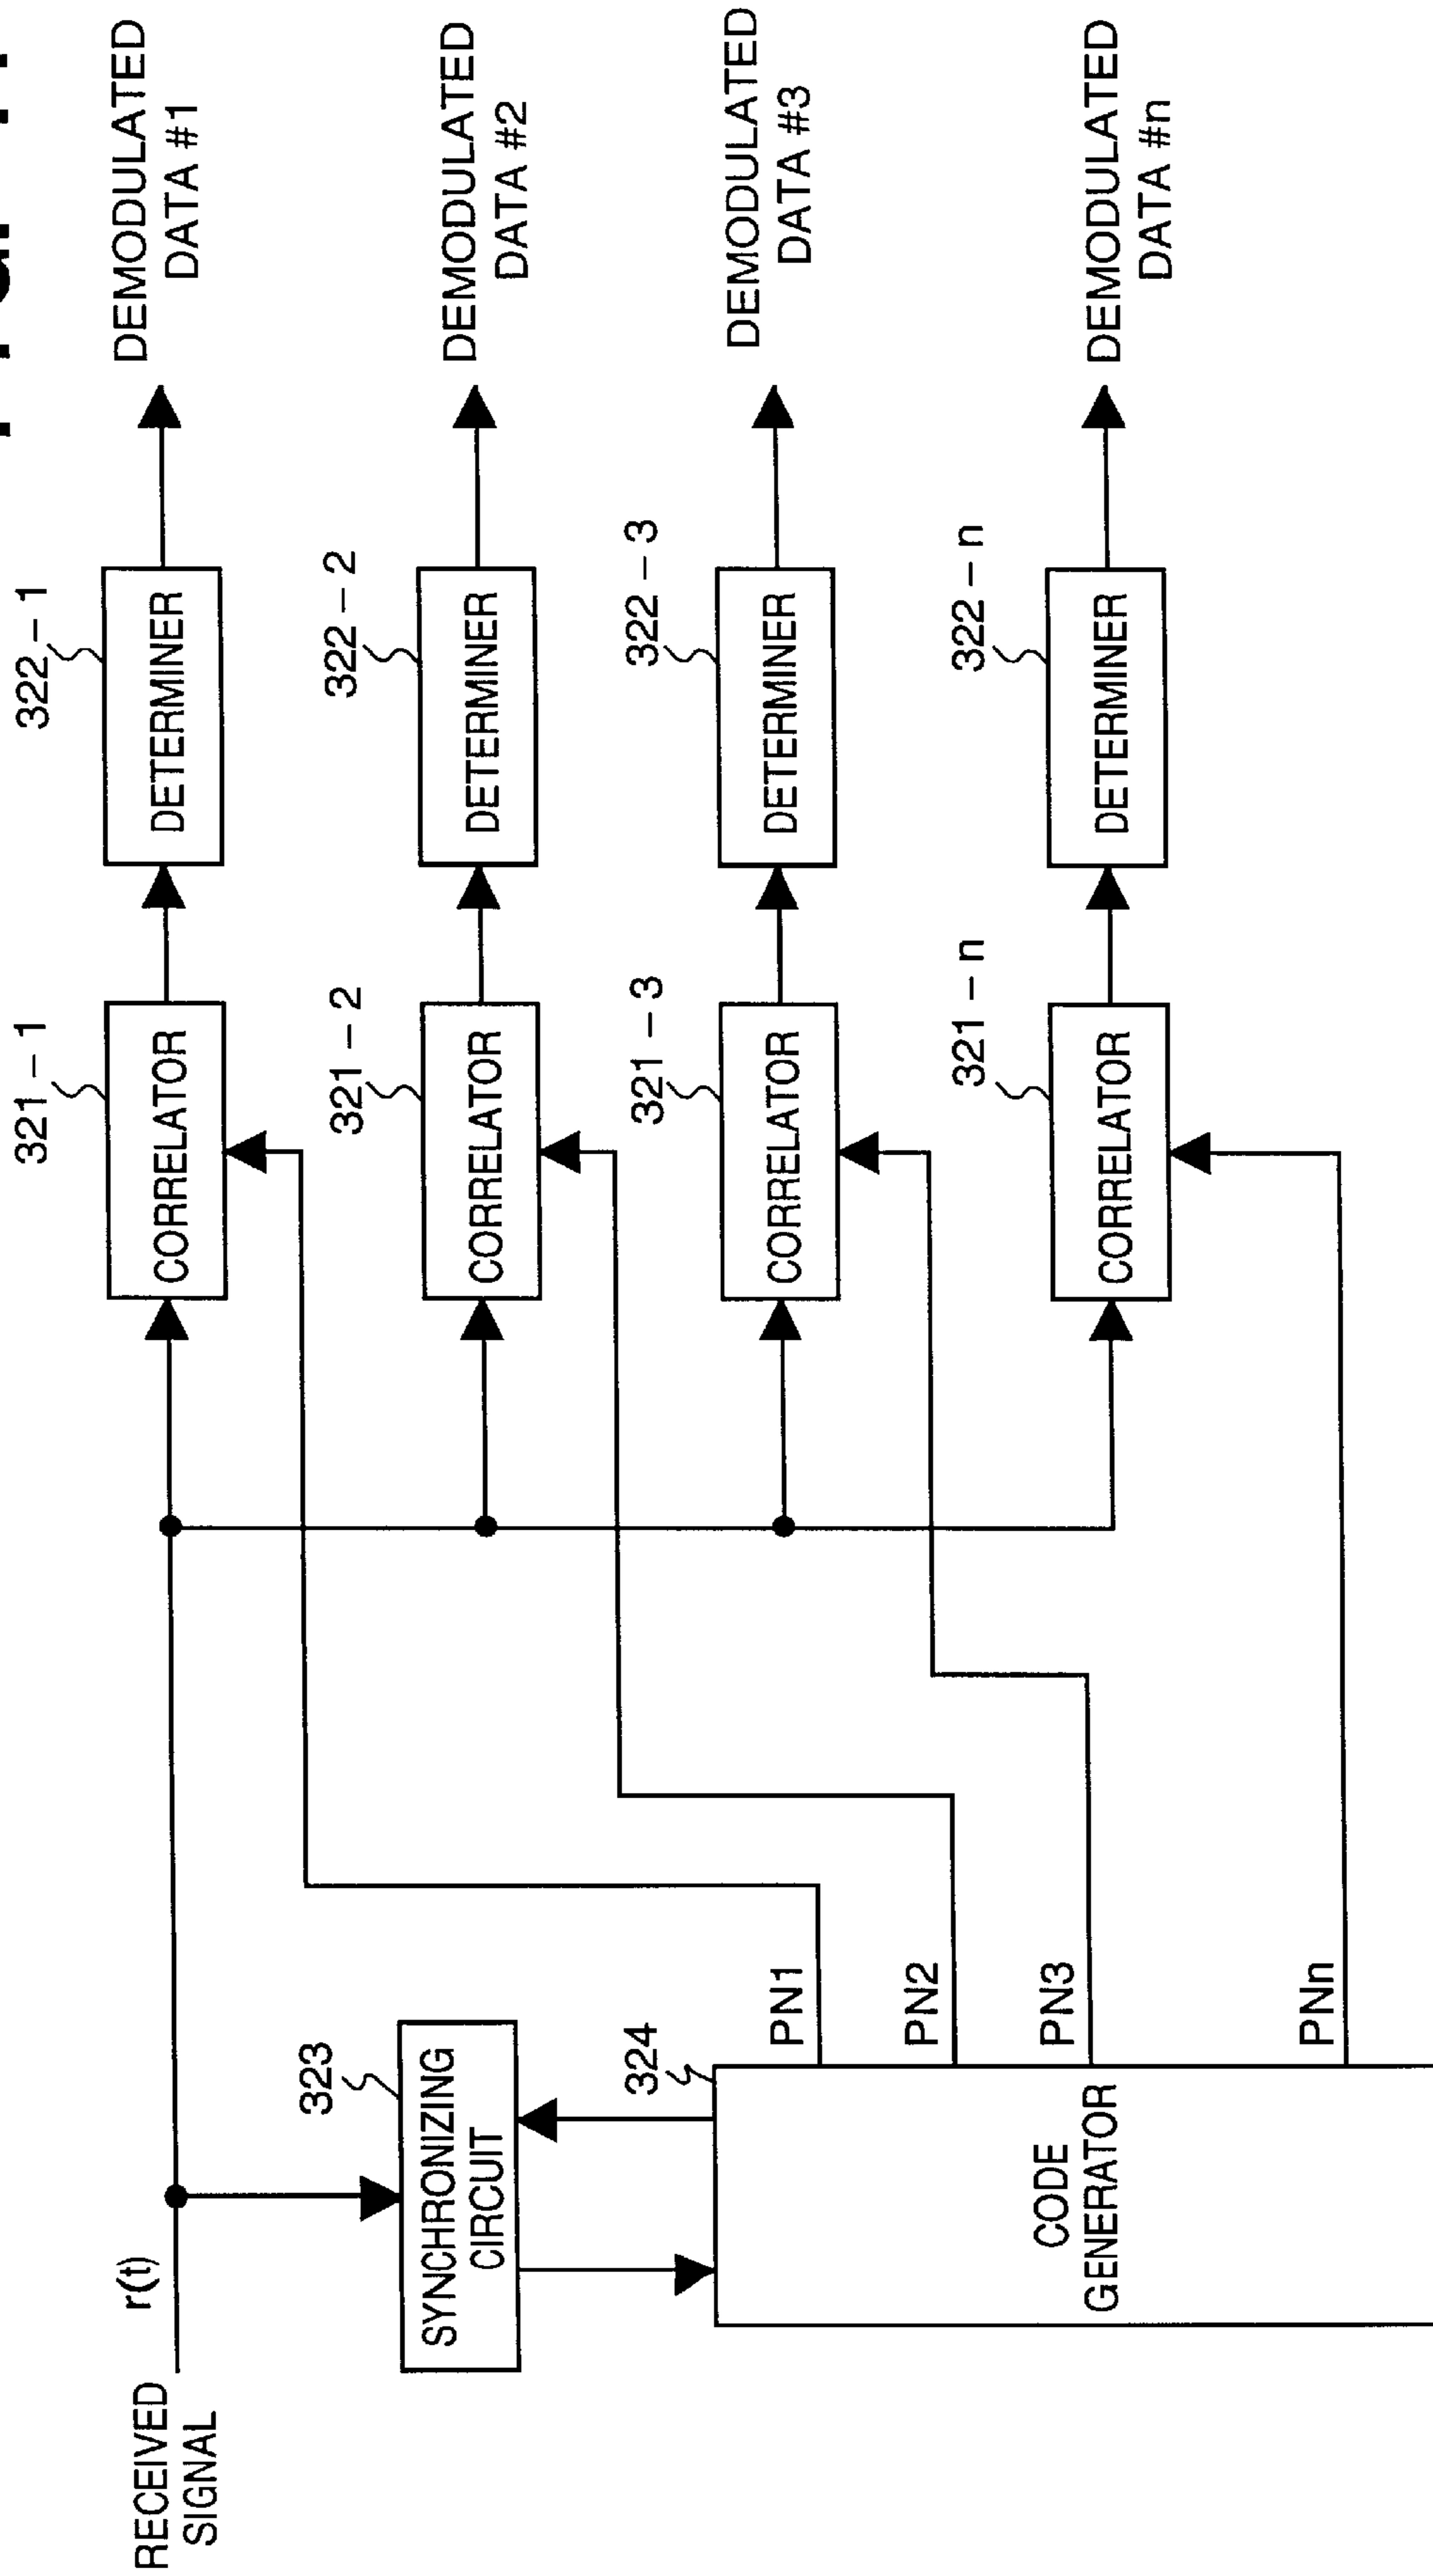 RECEIVED
SIGNAL
r(t)
321 – 1
CORRELATOR
322 – 1
DETERMINER
DEMODULATED
DATA #1
321 – 2
CORRELATOR
322 – 2
DETERMINER
DEMODULATED
DATA #2
323
SYNCHRONIZING
CIRCUIT
321 – 3
CORRELATOR
322 – 3
DETERMINER
DEMODULATED
DATA #3
324
CODE
GENERATOR
PN1
PN2
PN3
PNn
321 – n
CORRELATOR
322 – n
DETERMINER
DEMODULATED
DATA #n